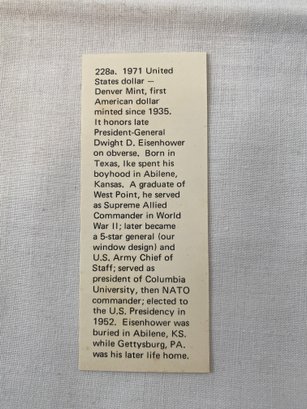 228a. 1971 United
States dollar —
Denver Mint, first
American dollar
minted since 1935.
It honors late
President-General
Dwight D. Eisenhower
on obverse. Born in
Texas, Ike spent his
boyhood in Abilene,
Kansas. A graduate of
West Point, he served
as Supreme Allied
Commander in World
War II; later became
a 5-star general (our
window design) and
U.S. Army Chief of
Staff; served as
president of Columbia
University, then NATO
commander; elected to
the U.S. Presidency in
1952. Eisenhower was
buried in Abilene, KS.
while Gettysburg, PA.
was his later life home.